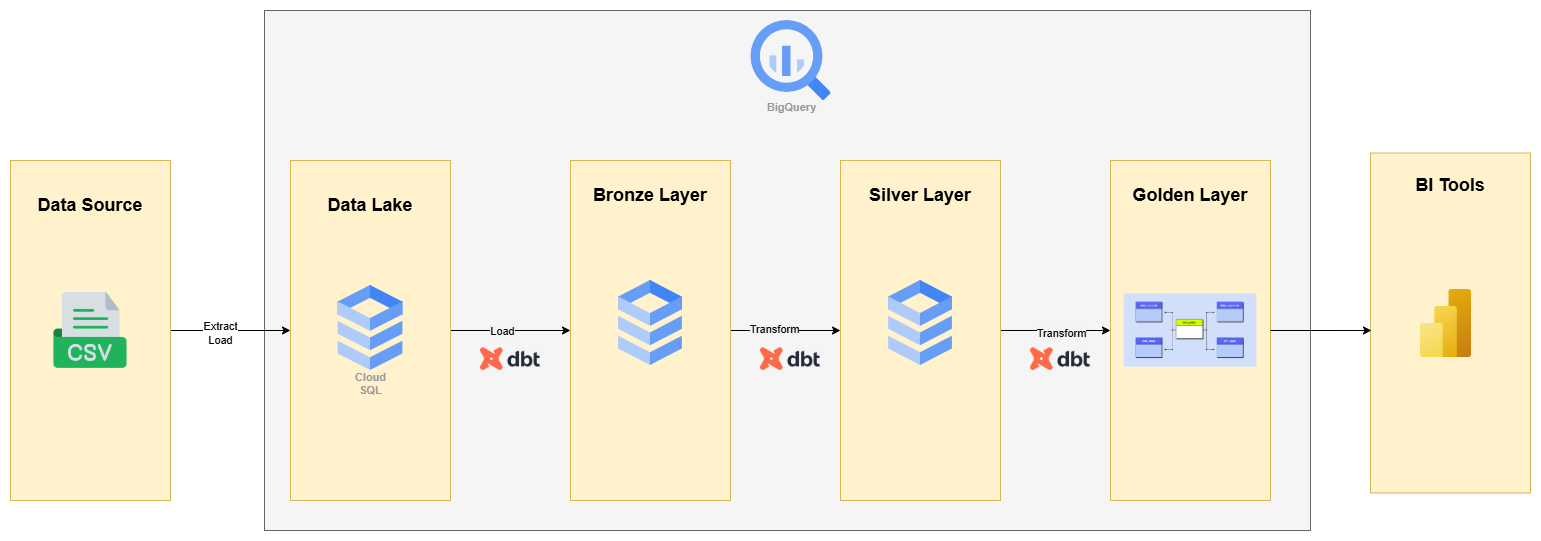 BigQuery
Data Source
CSV
Extract
Load
Data Lake
Cloud
SQL
Load
dbt
Bronze Layer
Transform
dbt
Silver Layer
Transform
dbt
Golden Layer
BI Tools